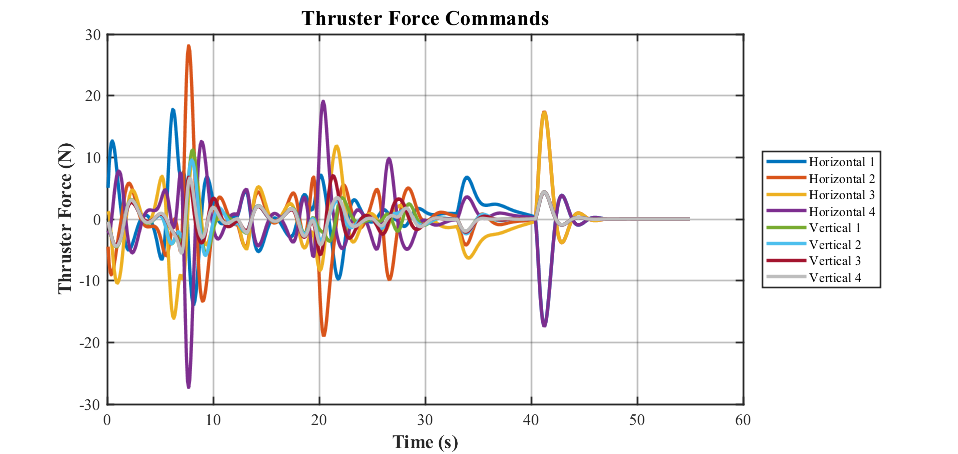 Thruster Force Commands
30
20
10
0
-10
-20
-30
Thruster Force (N)
0 10 20 30 40 50 60
Time (s)
Horizontal 1
Horizontal 2
Horizontal 3
Horizontal 4
Vertical 1
Vertical 2
Vertical 3
Vertical 4